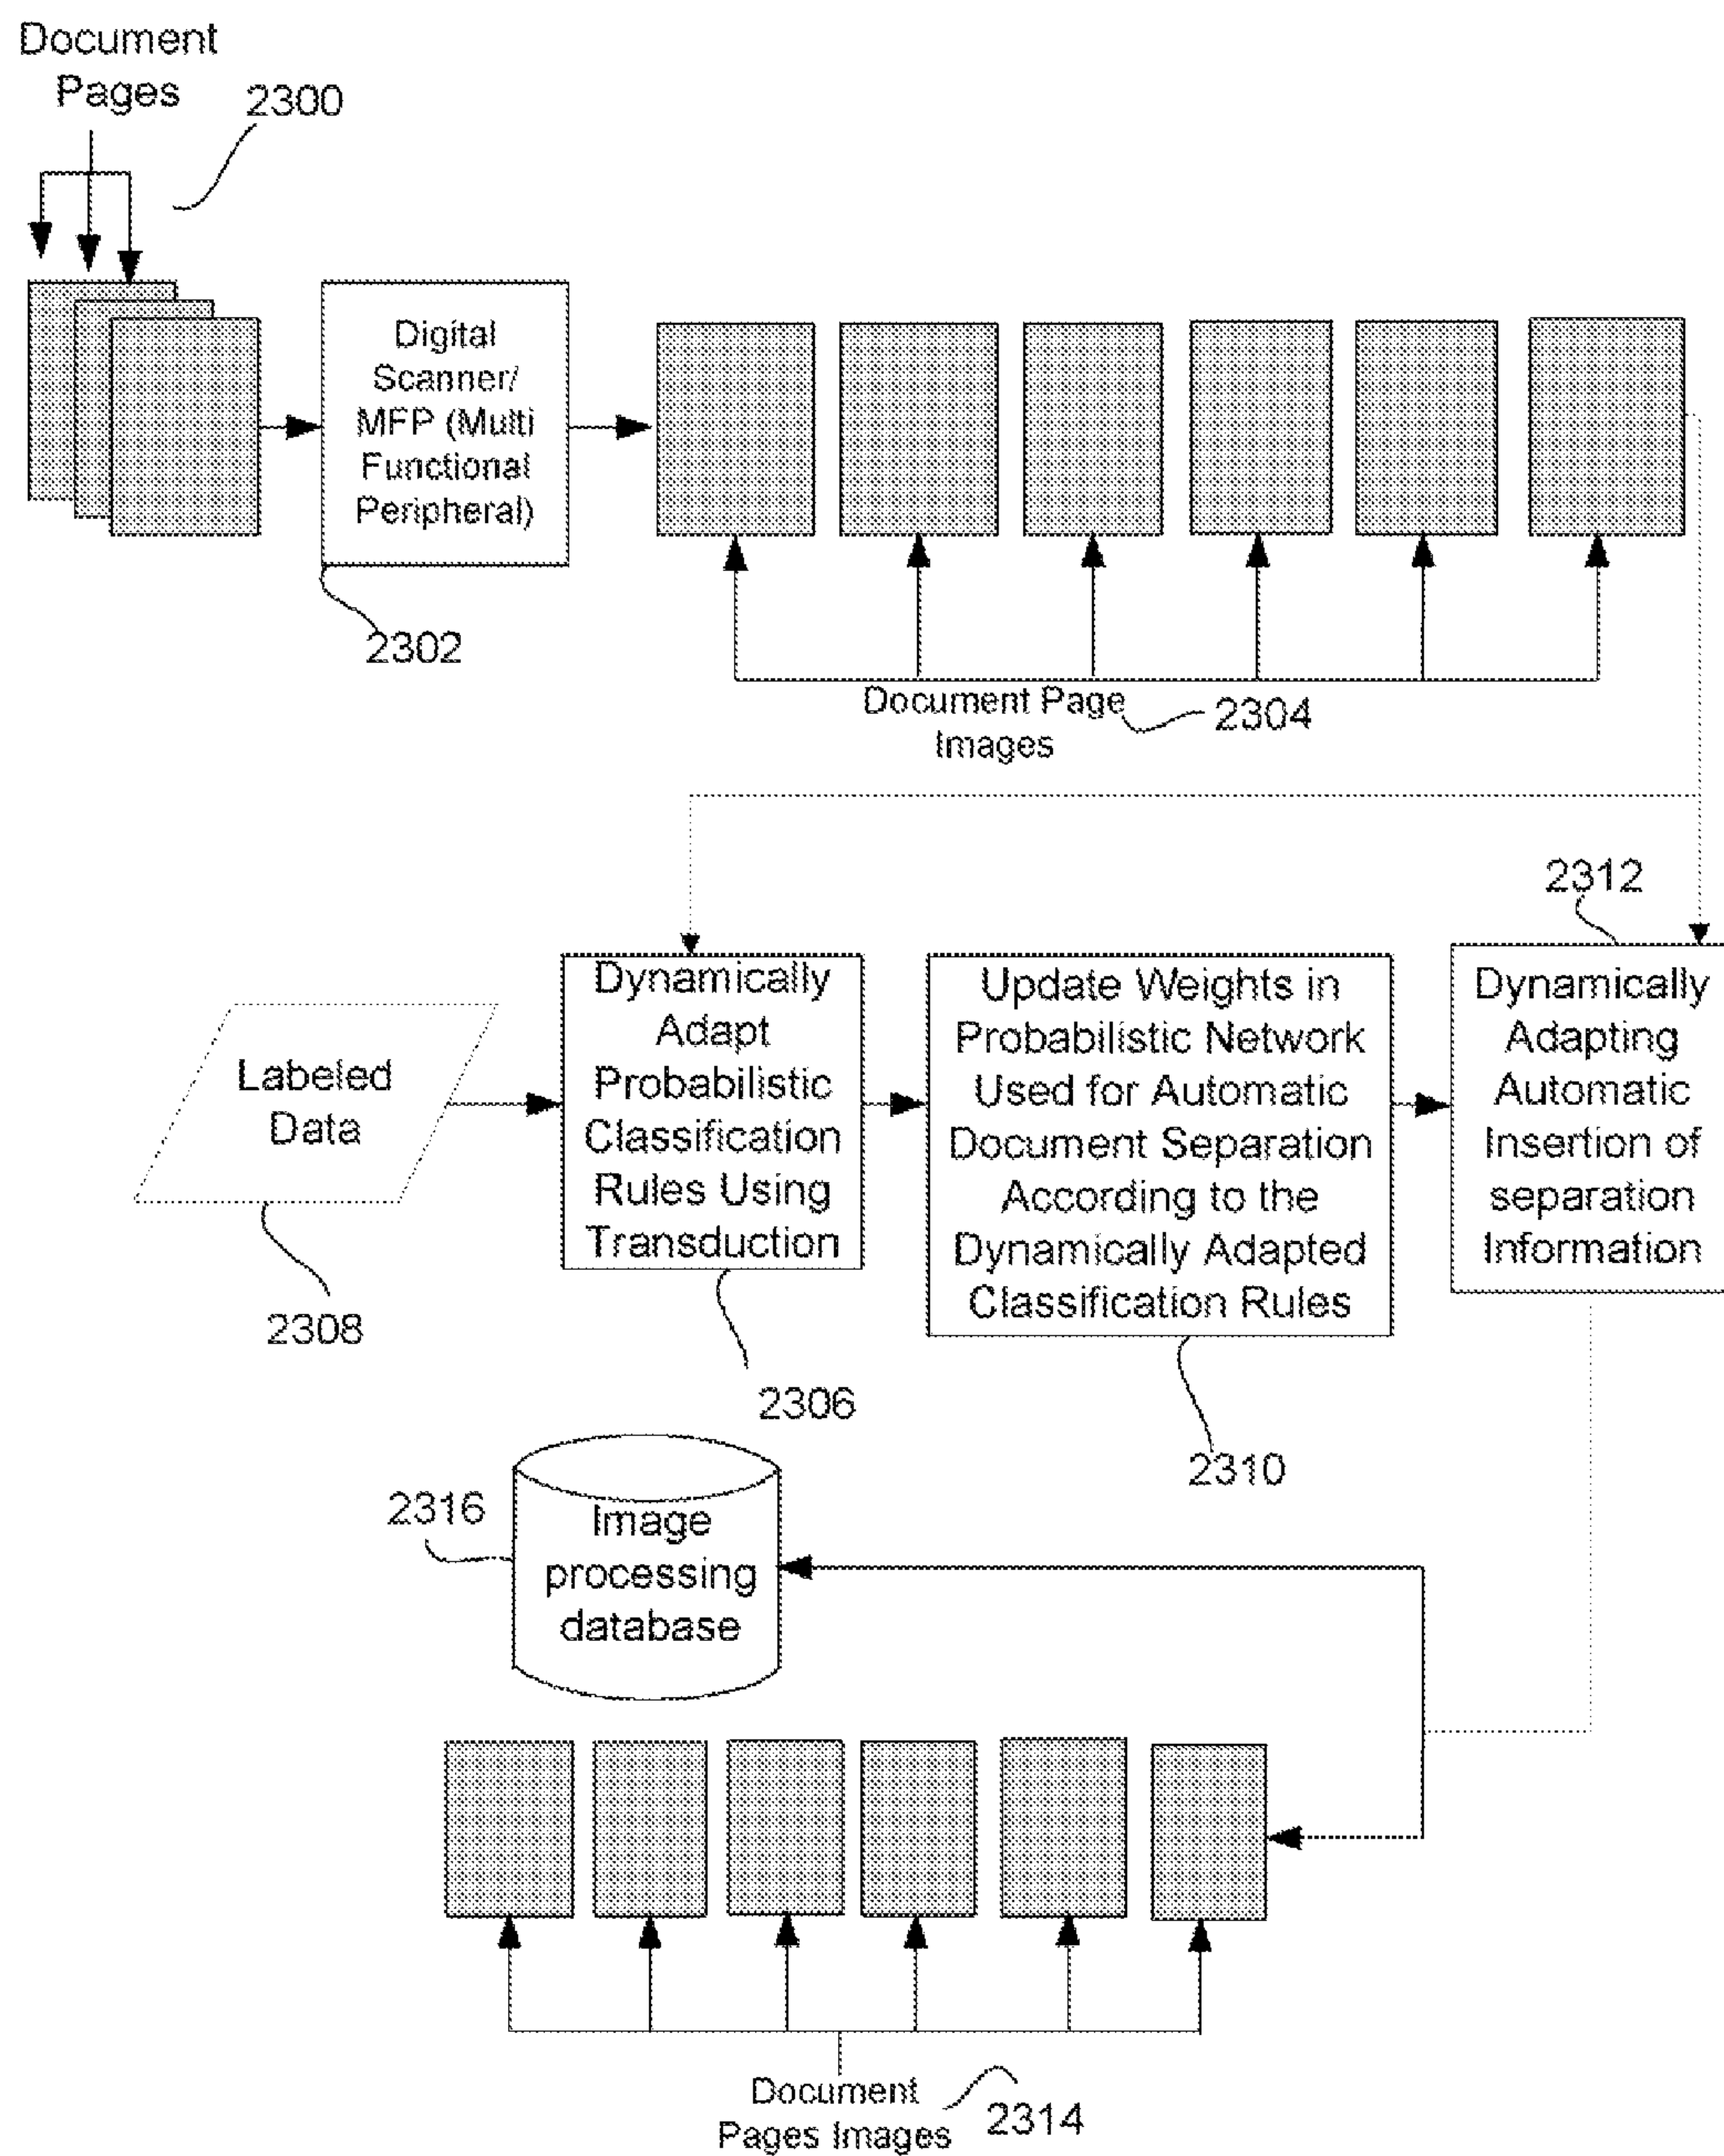 Document
Pages
2300
Digital
Scanner/
MFP (Multi
Functional
Peripheral)
2302
Document Page
Images
2304
2312
Labeled
Data
2308
Dynamically
Adapt
Probabilistic
Classification
Rules Using
Transduction
2306
Update Weights in
Probabilistic Network
Used for Automatic
Document Separation
According to the
Dynamically Adapted
Classification Rules
2310
Dynamically
Adapting
Automatic
Insertion of
separation
Information
2316
Image
processing
database
Document
Pages Images
2314